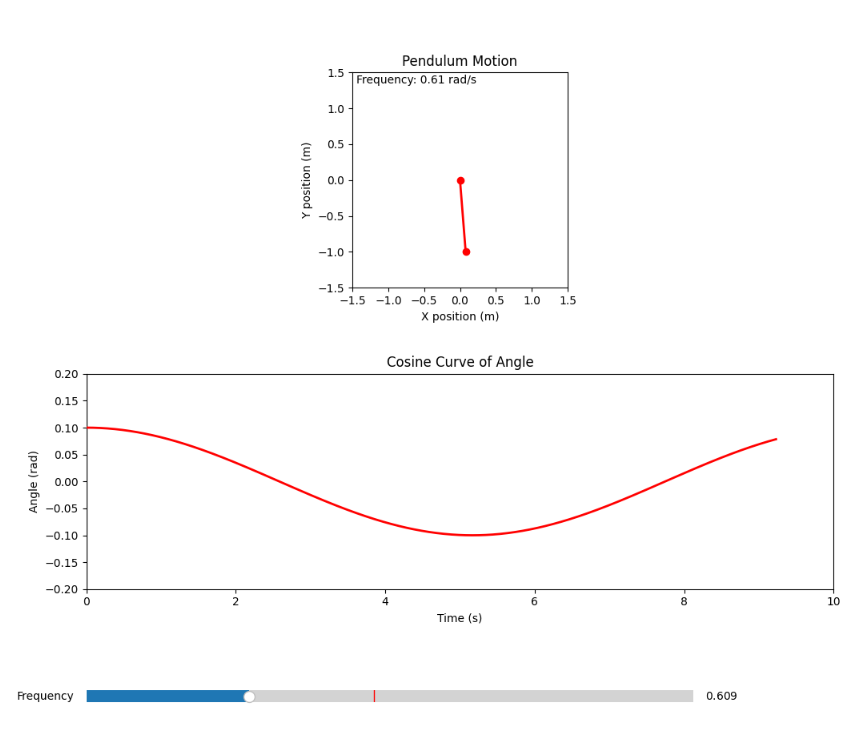 Pendulum Motion
1.5
Frequency: 0.61 rad/s
1.0
0.5
0.0
−0.5
−1.0
−1.5
Y position (m)
−1.5 −1.0 −0.5 0.0 0.5 1.0 1.5
X position (m)
Cosine Curve of Angle
0.20
0.15
0.10
0.05
0.00
−0.05
−0.10
−0.15
−0.20
Angle (rad)
0 2 4 6 8 10
Time (s)
Frequency 0.609